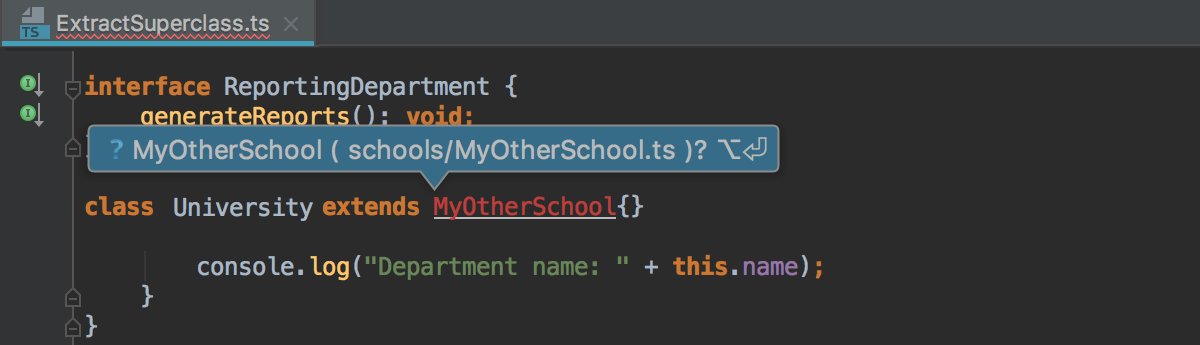 TS ExtractSuperclass.ts ×
interface ReportingDepartment {
generateReports(): void;
? MyOtherSchool ( schools/MyOtherSchool.ts )? ⌥⏎
}
class University extends MyOtherSchool{}
console.log("Department name: " + this.name);
}
}